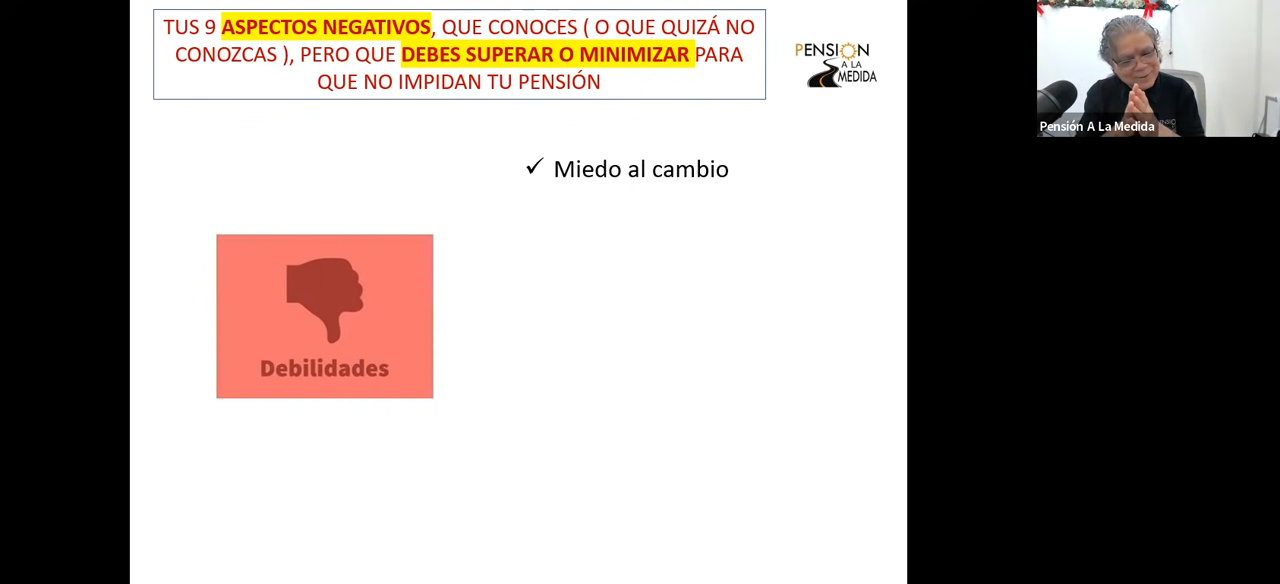 TUS 9 ASPECTOS NEGATIVOS, QUE CONOCES ( O QUE QUIZÁ NO
CONOZCAS ), PERO QUE DEBES SUPERAR O MINIMIZAR PARA
QUE NO IMPIDAN TU PENSIÓN
PENSIÓN
A LA
MEDIDA
Pensión A La Medida
✓ Miedo al cambio
Debilidades